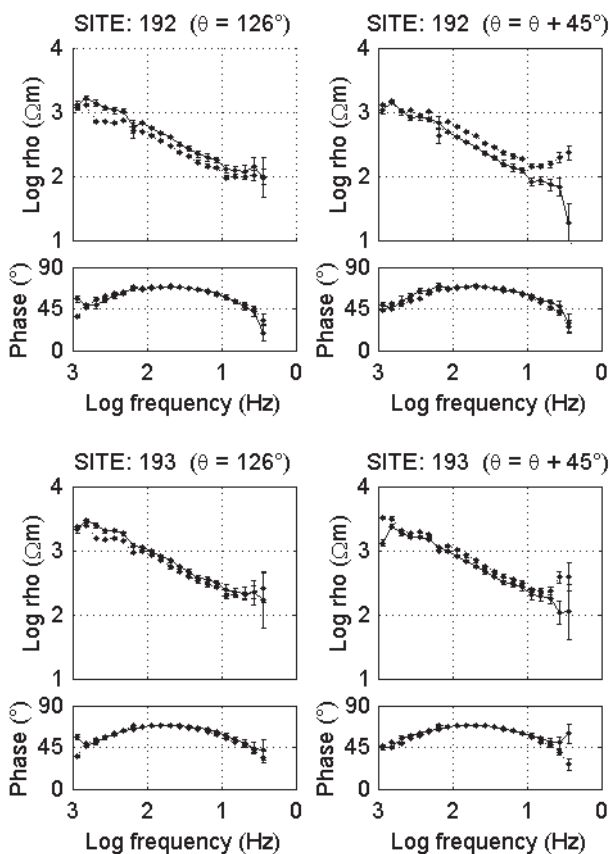 SITE: 192 (θ = 126°)
SITE: 192 (θ = θ + 45°)
4
3
2
1
Log rho (Ωm)
4
3
2
1
Log rho (Ωm)
90
45
0
Phase (°)
90
45
0
Phase (°)
3 2 1 0
3 2 1 0
Log frequency (Hz)
Log frequency (Hz)
SITE: 193 (θ = 126°)
SITE: 193 (θ = θ + 45°)
4
3
2
1
Log rho (Ωm)
4
3
2
1
Log rho (Ωm)
90
45
0
Phase (°)
90
45
0
Phase (°)
3 2 1 0
3 2 1 0
Log frequency (Hz)
Log frequency (Hz)